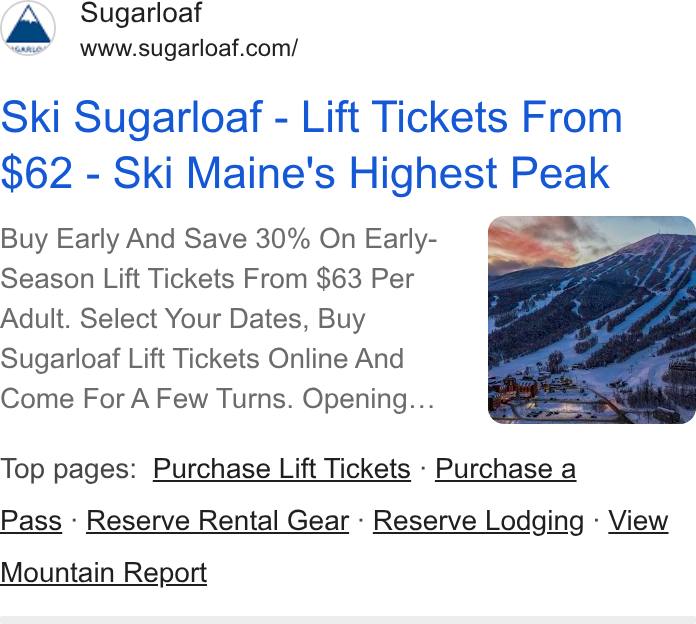 Sugarloaf
www.sugarloaf.com/
Ski Sugarloaf - Lift Tickets From
$62 - Ski Maine's Highest Peak
Buy Early And Save 30% On Early-
Season Lift Tickets From $63 Per
Adult. Select Your Dates, Buy
Sugarloaf Lift Tickets Online And
Come For A Few Turns. Opening…
Top pages: Purchase Lift Tickets · Purchase a
Pass · Reserve Rental Gear · Reserve Lodging · View
Mountain Report